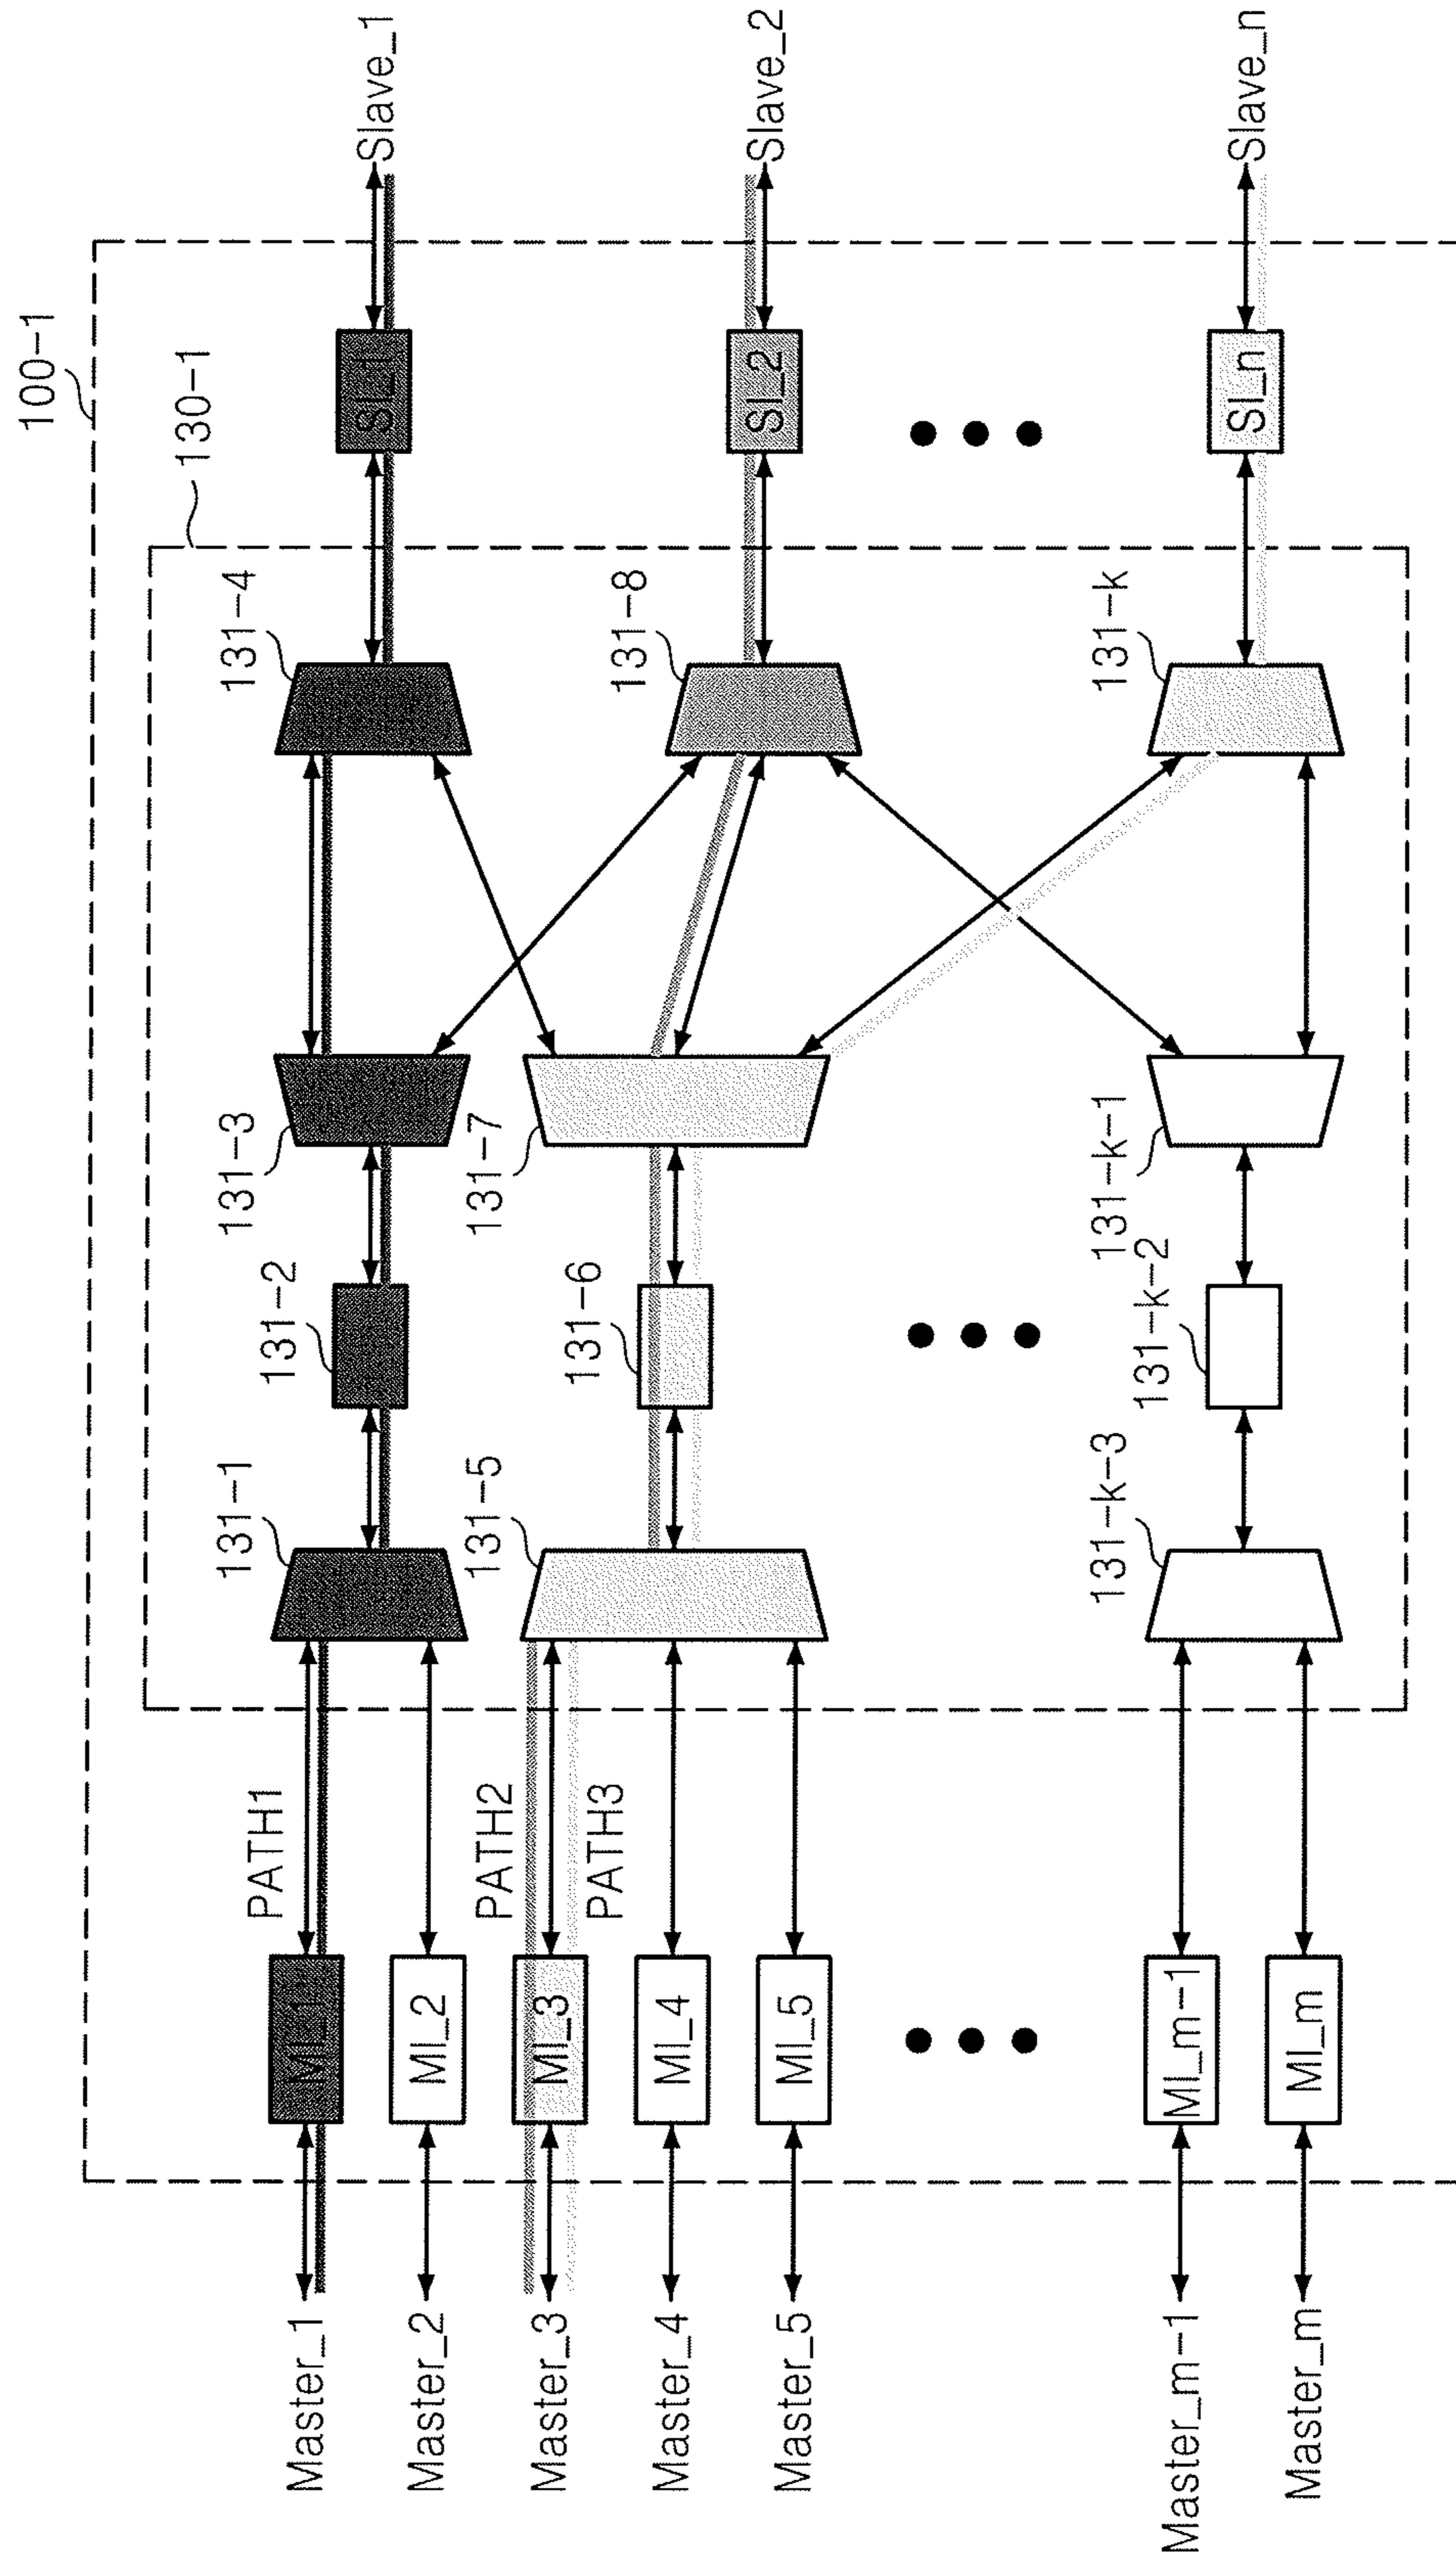 100-1
130-1
Master_1
Master_2
Master_3
Master_4
Master_5
Master_m-1
Master_m
MI_1
MI_2
MI_3
MI_4
MI_5
MI_m-1
MI_m
PATH1
PATH2
PATH3
131-1
131-2
131-3
131-4
131-5
131-6
131-7
131-8
131-k-3
131-k-2
131-k-1
131-k
SI_1
SI_2
SI_n
Slave_1
Slave_2
Slave_n